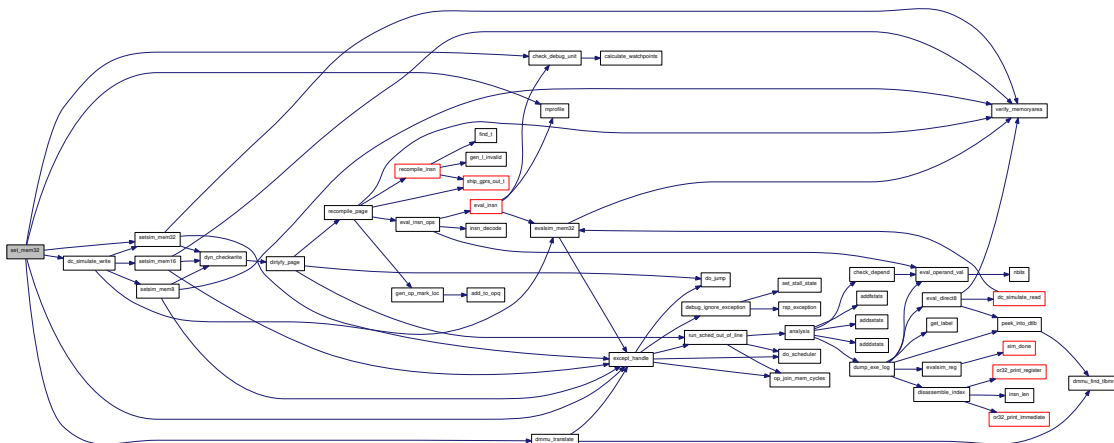 set_mem32
dc_simulate_write
setsim_mem32
setsim_mem16
setsim_mem8
dyn_checkwrite
dirtyfy_page
recompile_page
recompile_insn
eval_insn_ops
gen_op_mark_loc
find_t
gen_l_invalid
ship_gprs_out_t
eval_insn
insn_decode
add_to_opq
check_debug_unit
calculate_watchpoints
mprofile
evalsim_mem32
except_handle
dmmu_translate
do_jump
debug_ignore_exception
run_sched_out_of_line
set_stall_state
rsp_exception
analysis
do_scheduler
op_join_mem_cycles
check_depend
addfstats
addsstats
adddstats
dump_exe_log
eval_operand_val
eval_direct8
get_label
evalsim_reg
disassemble_index
verify_memoryarea
nbits
dc_simulate_read
peek_into_dtlb
sim_done
or32_print_register
insn_len
or32_print_immediate